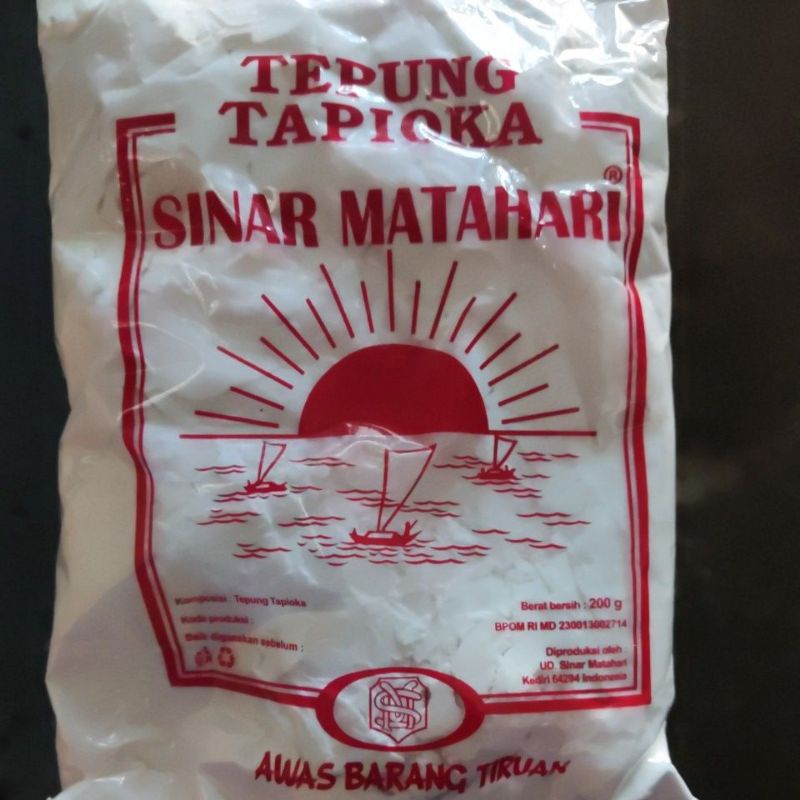 TEPUNG
TAPIOKA
SINAR MATAHARI®
Komposisi : Tepung Tapioka
Kode produksi :
Baik digunakan sebelum :
Berat bersih : 200 g
BPOM RI MD 230013002714
Diproduksi oleh :
UD. Sinar Matahari
Kediri 64294 Indonesia
AWAS BARANG TIRUAN